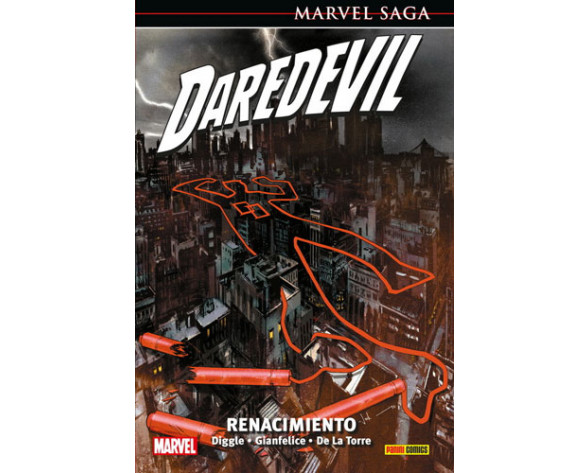 MARVEL SAGA
DAREDEVIL
RENACIMIENTO
Diggle • Gianfelice • De La Torre
MARVEL
PANINI COMICS